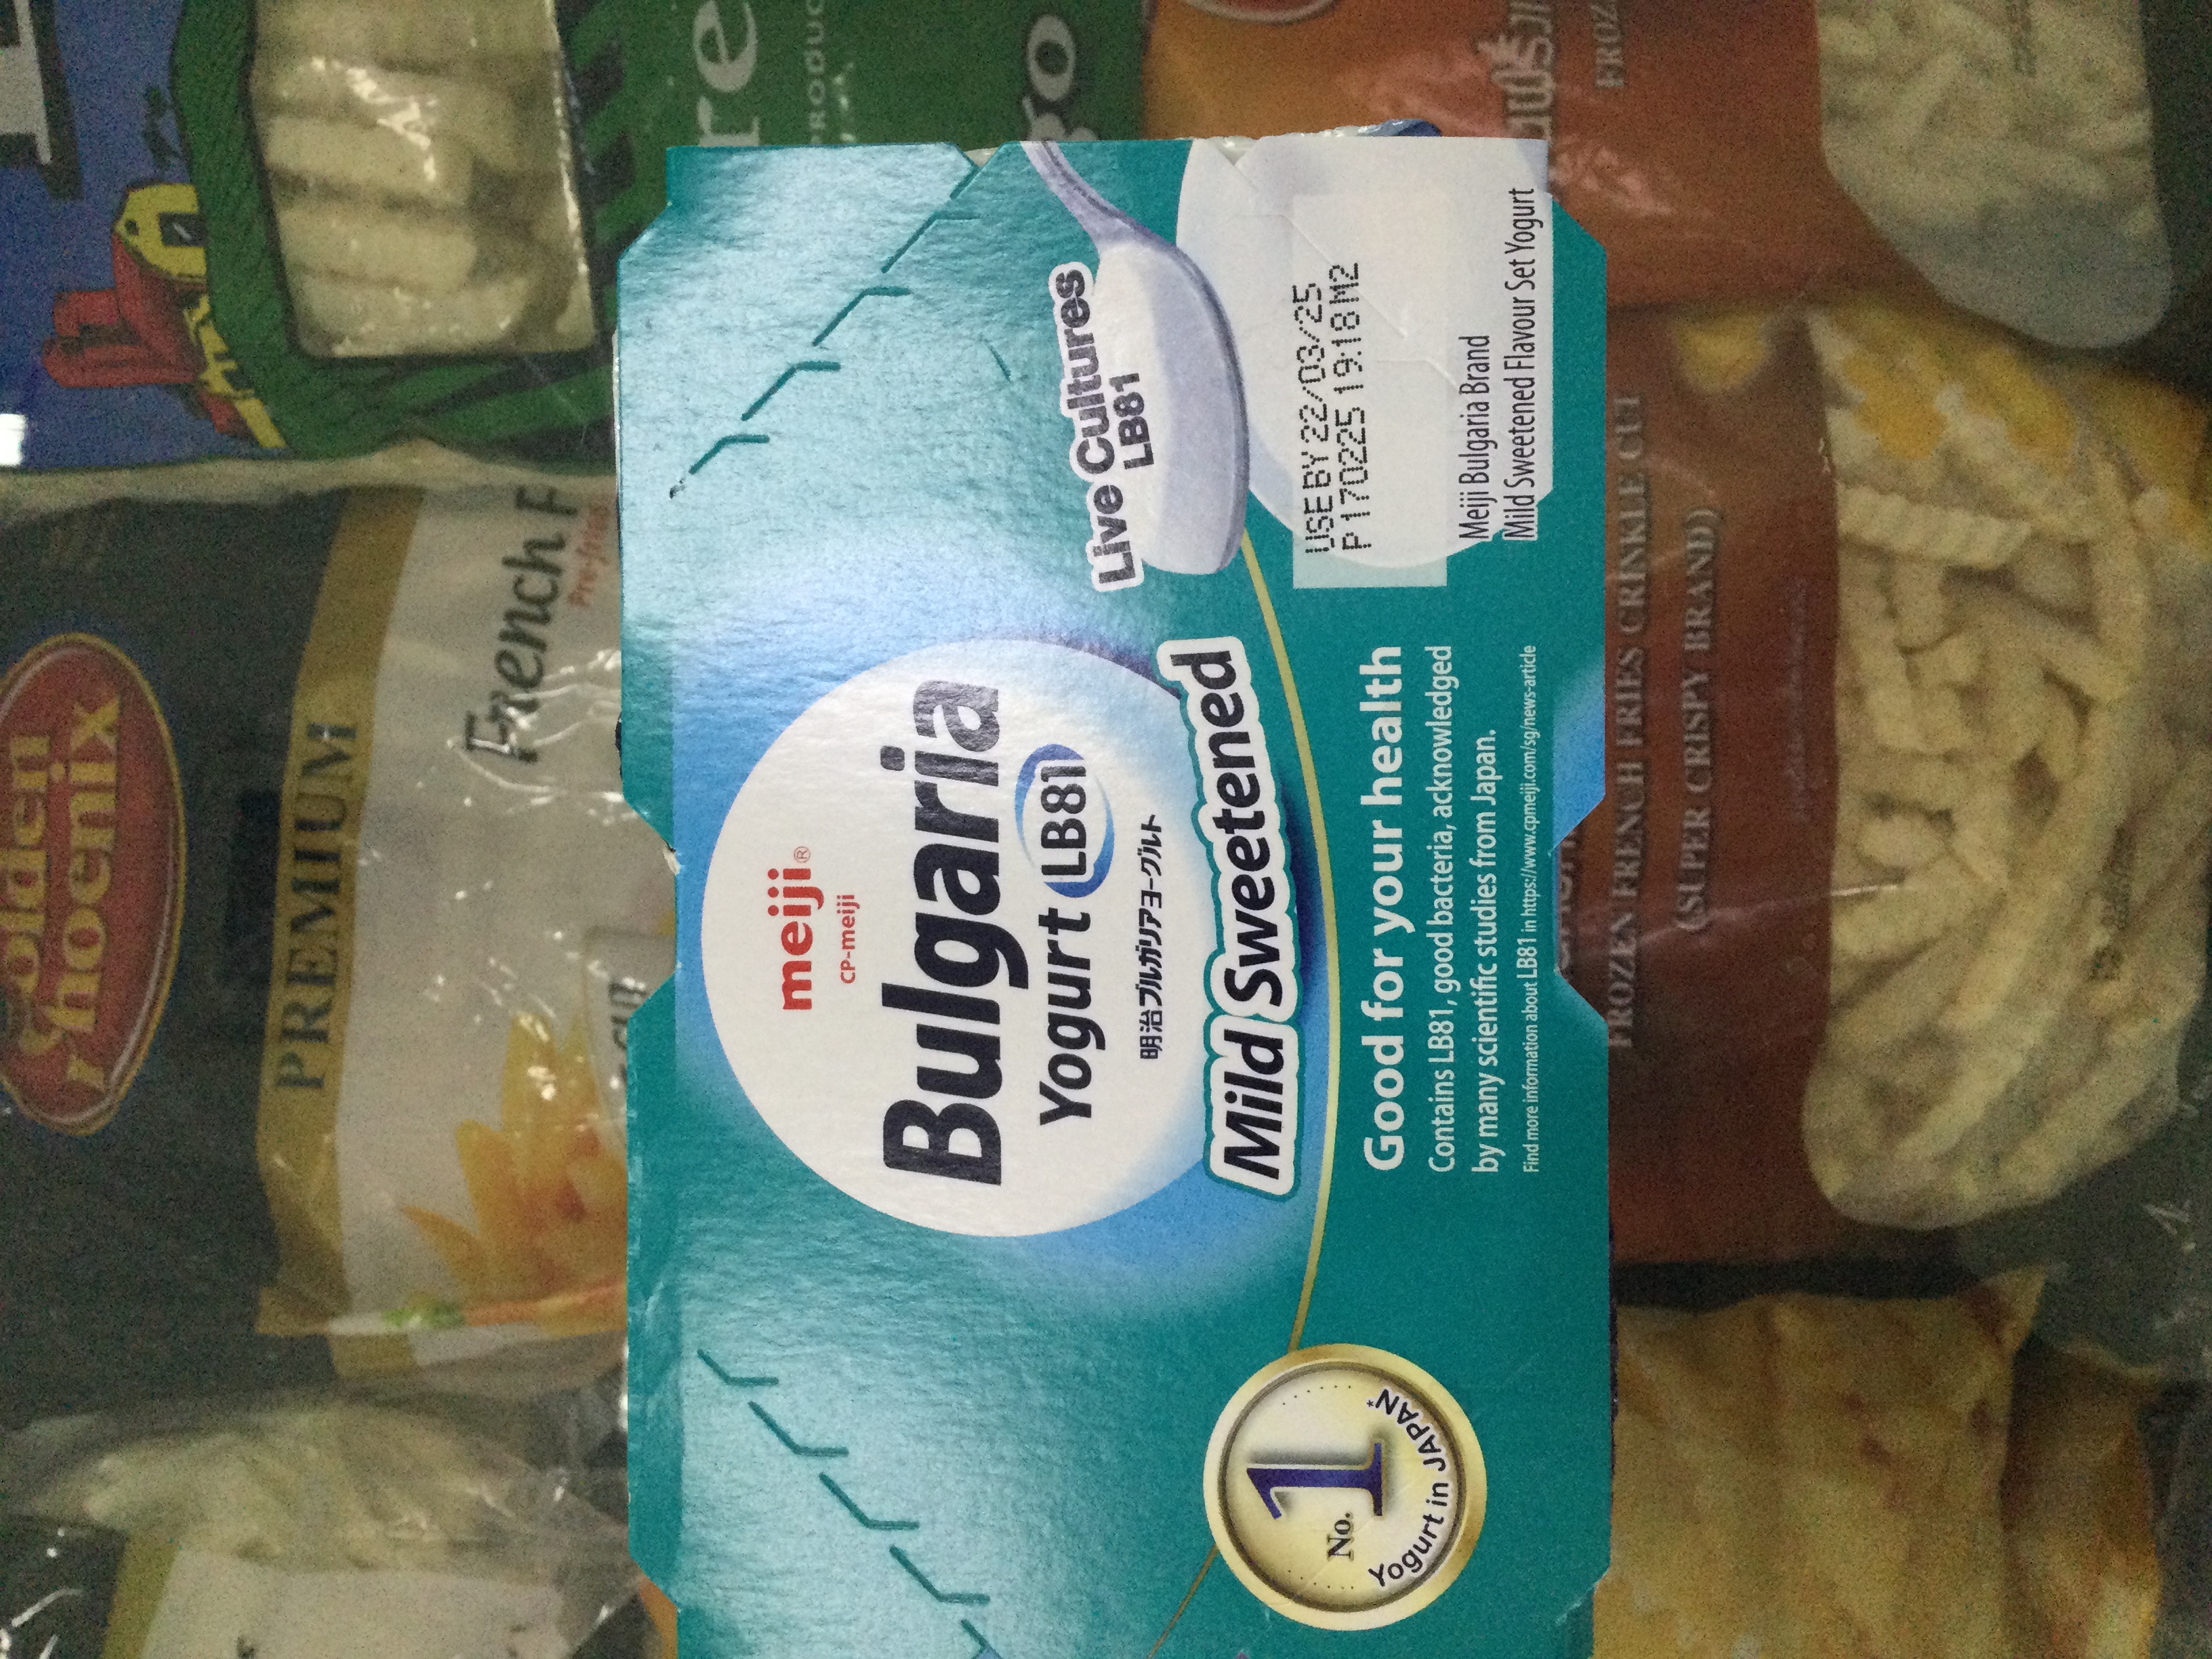 meiji®
CP-meiji
Bulgaria
Yogurt LB81
明治ブルガリアヨーグルト
Mild Sweetened
Live Cultures
LB81
USE BY 22/03/25
P170225 19:18 M2
Meiji Bulgaria Brand
Mild Sweetened Flavour Set Yogurt
Good for your health
Contains LB81, good bacteria, acknowledged
by many scientific studies from Japan.
Find more information about LB81 in https://www.cpmeiji.com/sg/news-article
No. 1
Yogurt in JAPAN*
PREMIUM
French
FROZEN FRENCH FRIES CRINKLE CUT
(SUPER CRISPY BRAND)